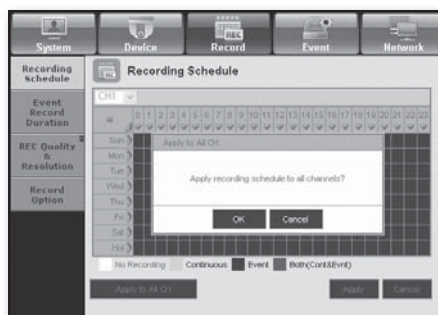 System Device Record Event Network
REC
Recording Schedule
Recording Schedule
Event Record Duration
REC Quality & Resolution
Record Option
CH1
All 0 1 2 3 4 5 6 7 8 9 10 11 12 13 14 15 16 17 18 19 20 21 22 23
Sun
Mon
Tue
Wed
Thu
Fri
Sat
Hol
Apply to All CH
Apply recording schedule to all channels?
OK Cancel
No Recording Continuous Event Both(Cont&Evnt)
Apply to All CH Apply Cancel